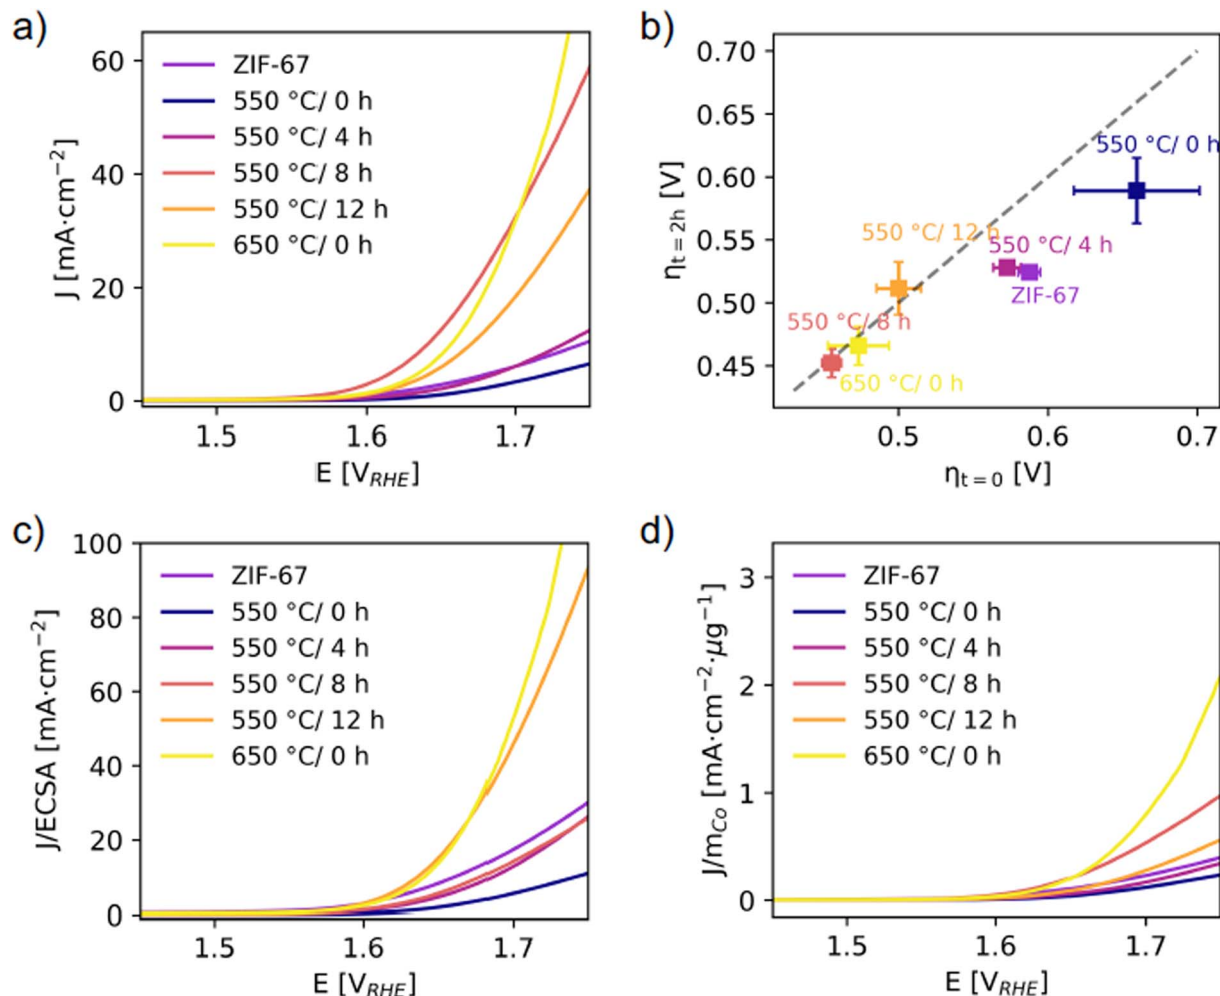 a)
J [mA·cm⁻²]
60
40
20
0
ZIF-67
550 °C/ 0 h
550 °C/ 4 h
550 °C/ 8 h
550 °C/ 12 h
650 °C/ 0 h
1.5 1.6 1.7
E [V_RHE]
b)
η_t = 2h [V]
0.70
0.65
0.60
0.55
0.50
0.45
550 °C/ 0 h
550 °C/ 12 h
550 °C/ 4 h
ZIF-67
550 °C/ 8 h
650 °C/ 0 h
0.5 0.6 0.7
η_t = 0 [V]
c)
J/ECSA [mA·cm⁻²]
100
80
60
40
20
0
ZIF-67
550 °C/ 0 h
550 °C/ 4 h
550 °C/ 8 h
550 °C/ 12 h
650 °C/ 0 h
1.5 1.6 1.7
E [V_RHE]
d)
J/m_Co [mA·cm⁻²·μg⁻¹]
3
2
1
0
ZIF-67
550 °C/ 0 h
550 °C/ 4 h
550 °C/ 8 h
550 °C/ 12 h
650 °C/ 0 h
1.5 1.6 1.7
E [V_RHE]